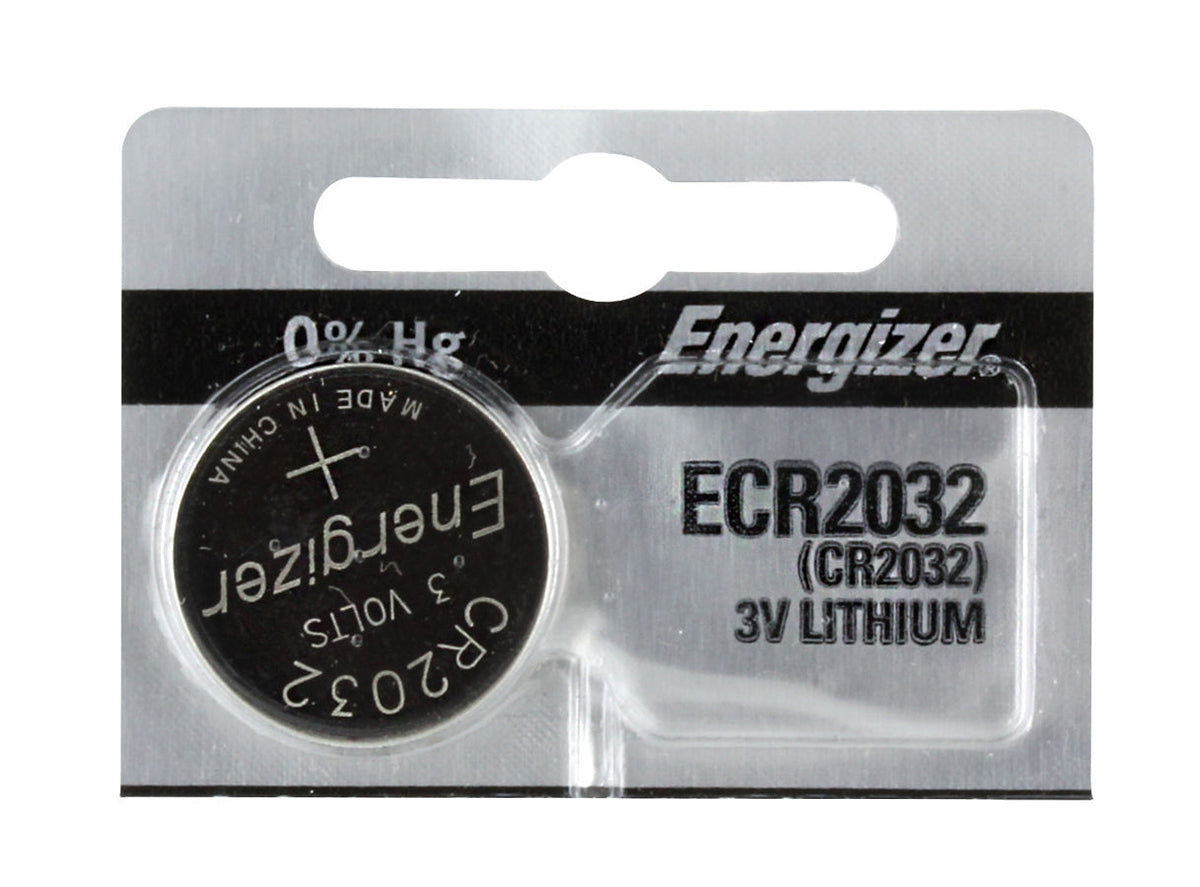 0% Hg
Energizer®
ECR2032
(CR2032)
3V LITHIUM
MADE IN CHINA
+
Energizer
3 VOLTS
CR2032